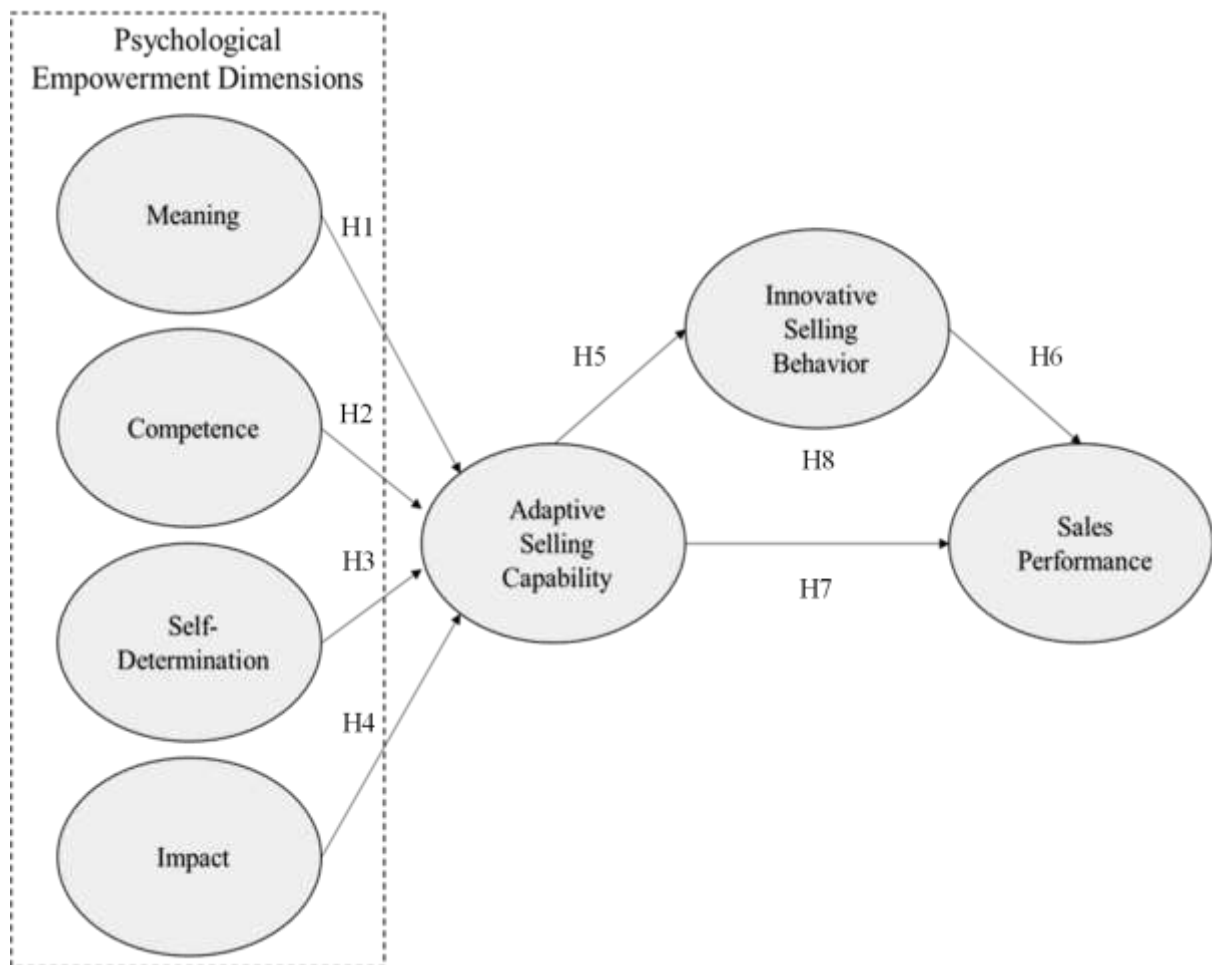 Psychological
Empowerment Dimensions
Meaning
H1
Competence
H2
Self-
Determination
H3
Impact
H4
Adaptive
Selling
Capability
H5
Innovative
Selling
Behavior
H6
H8
H7
Sales
Performance